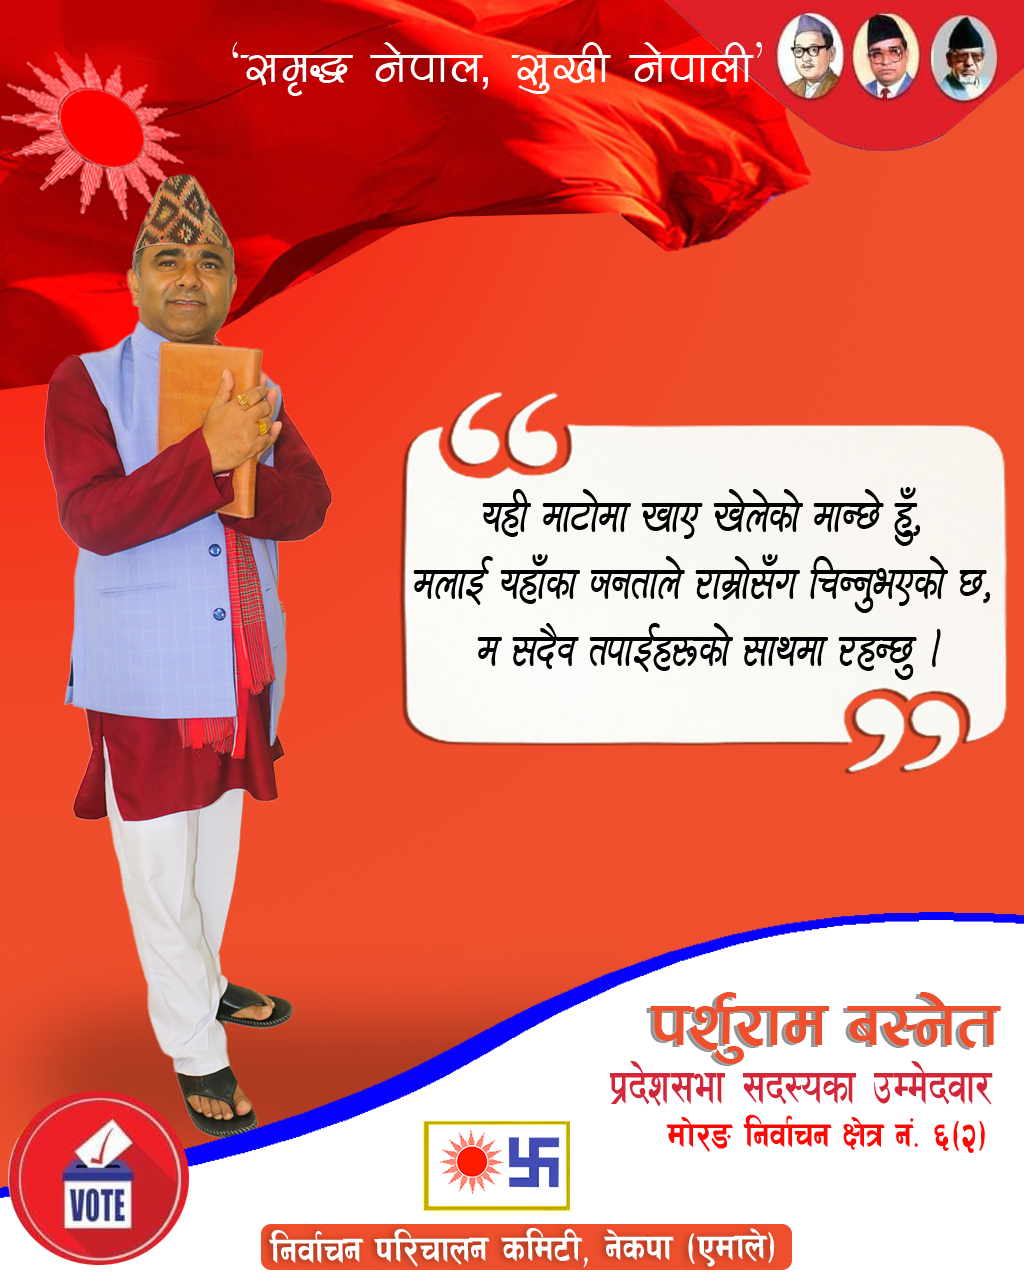 ‘समृद्ध नेपाल, सुखी नेपाली’
“
यही माटोमा खाए खेलेको मान्छे हुँ,
मलाई यहाँका जनताले राम्रोसँग चिन्नुभएको छ,
म सदैव तपाईहरूको साथमा रहन्छु ।
”
पर्शुराम बस्नेत
प्रदेशसभा सदस्यका उम्मेदवार
मोरङ निर्वाचन क्षेत्र नं. ६(२)
VOTE
निर्वाचन परिचालन कमिटी, नेकपा (एमाले)